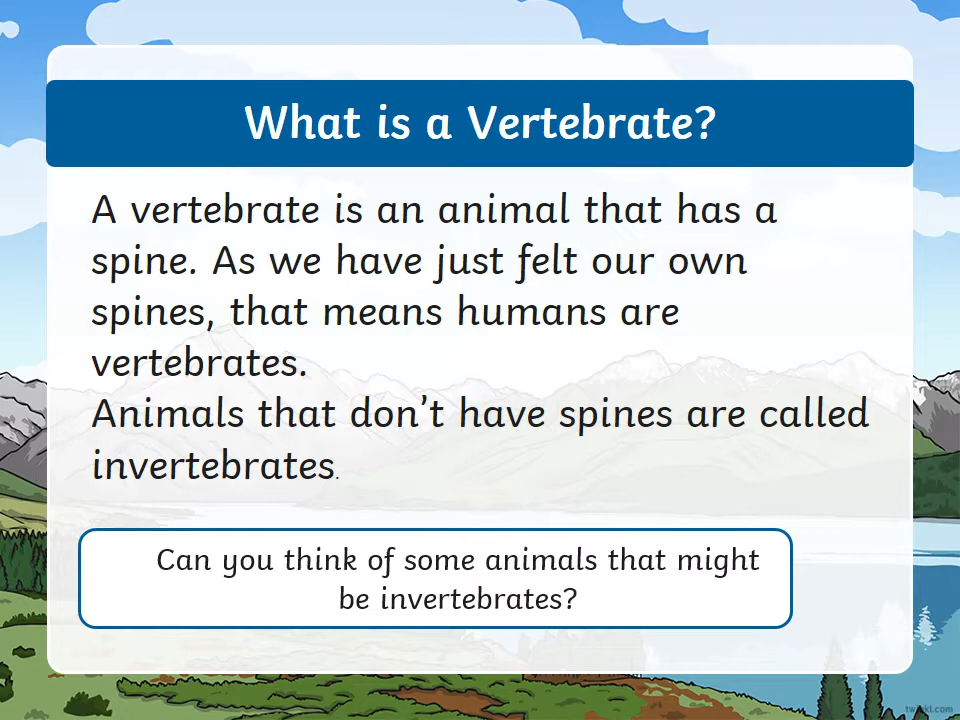 What is a Vertebrate?
A vertebrate is an animal that has a
spine. As we have just felt our own
spines, that means humans are
vertebrates.
Animals that don’t have spines are called
invertebrates.
Can you think of some animals that might
be invertebrates?
twinkl.com